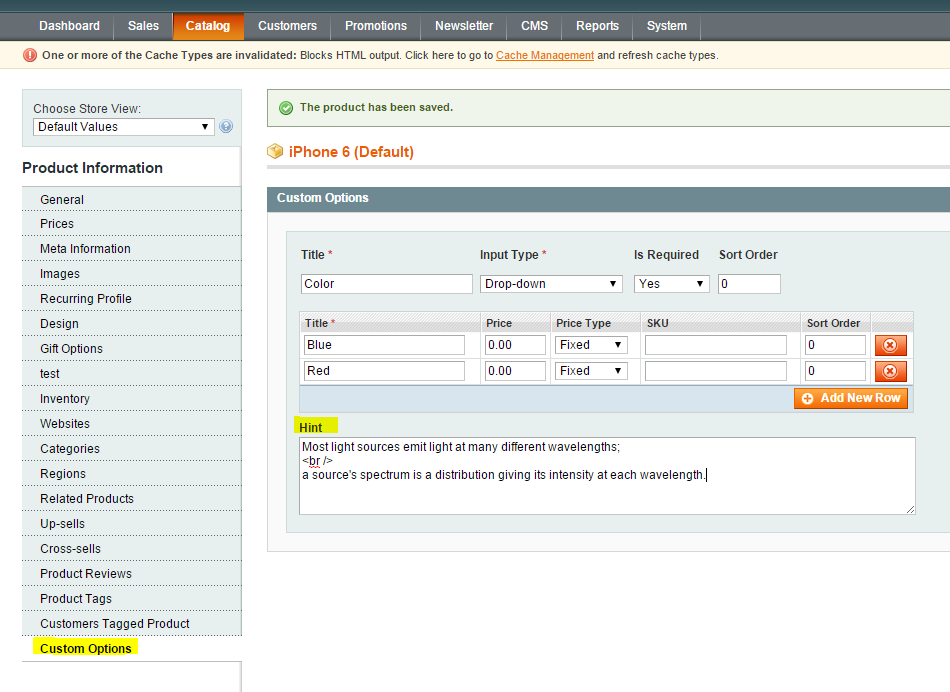 Dashboard Sales Catalog Customers Promotions Newsletter CMS Reports System
One or more of the Cache Types are invalidated: Blocks HTML output. Click here to go to Cache Management and refresh cache types.
Choose Store View:
Default Values
Product Information
General
Prices
Meta Information
Images
Recurring Profile
Design
Gift Options
test
Inventory
Websites
Categories
Regions
Related Products
Up-sells
Cross-sells
Product Reviews
Product Tags
Customers Tagged Product
Custom Options
The product has been saved.
iPhone 6 (Default)
Custom Options
Title * Input Type * Is Required Sort Order
Color Drop-down Yes 0
Title * Price Price Type SKU Sort Order
Blue 0.00 Fixed 0
Red 0.00 Fixed 0
Add New Row
Hint
Most light sources emit light at many different wavelengths;
<br />
a source's spectrum is a distribution giving its intensity at each wavelength.